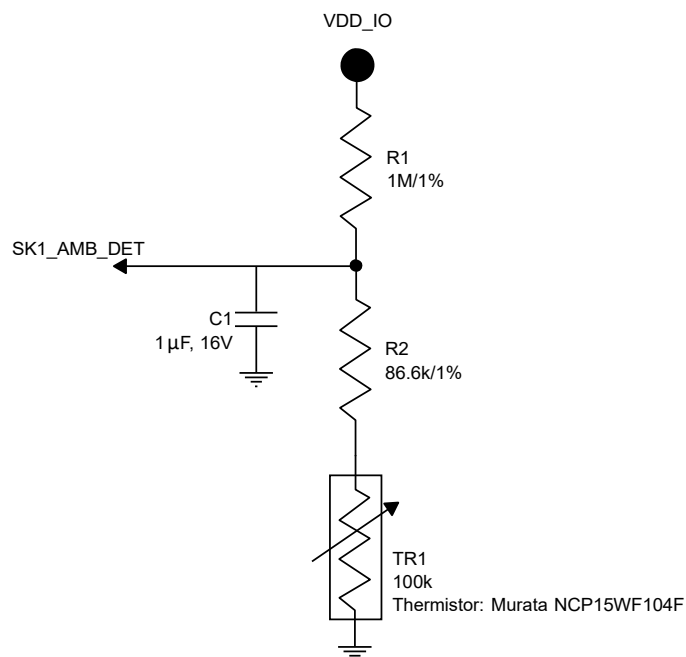 VDD_IO
R1
1M/1%
SK1_AMB_DET
C1
1μF, 16V
R2
86.6k/1%
TR1
100k
Thermistor: Murata NCP15WF104F